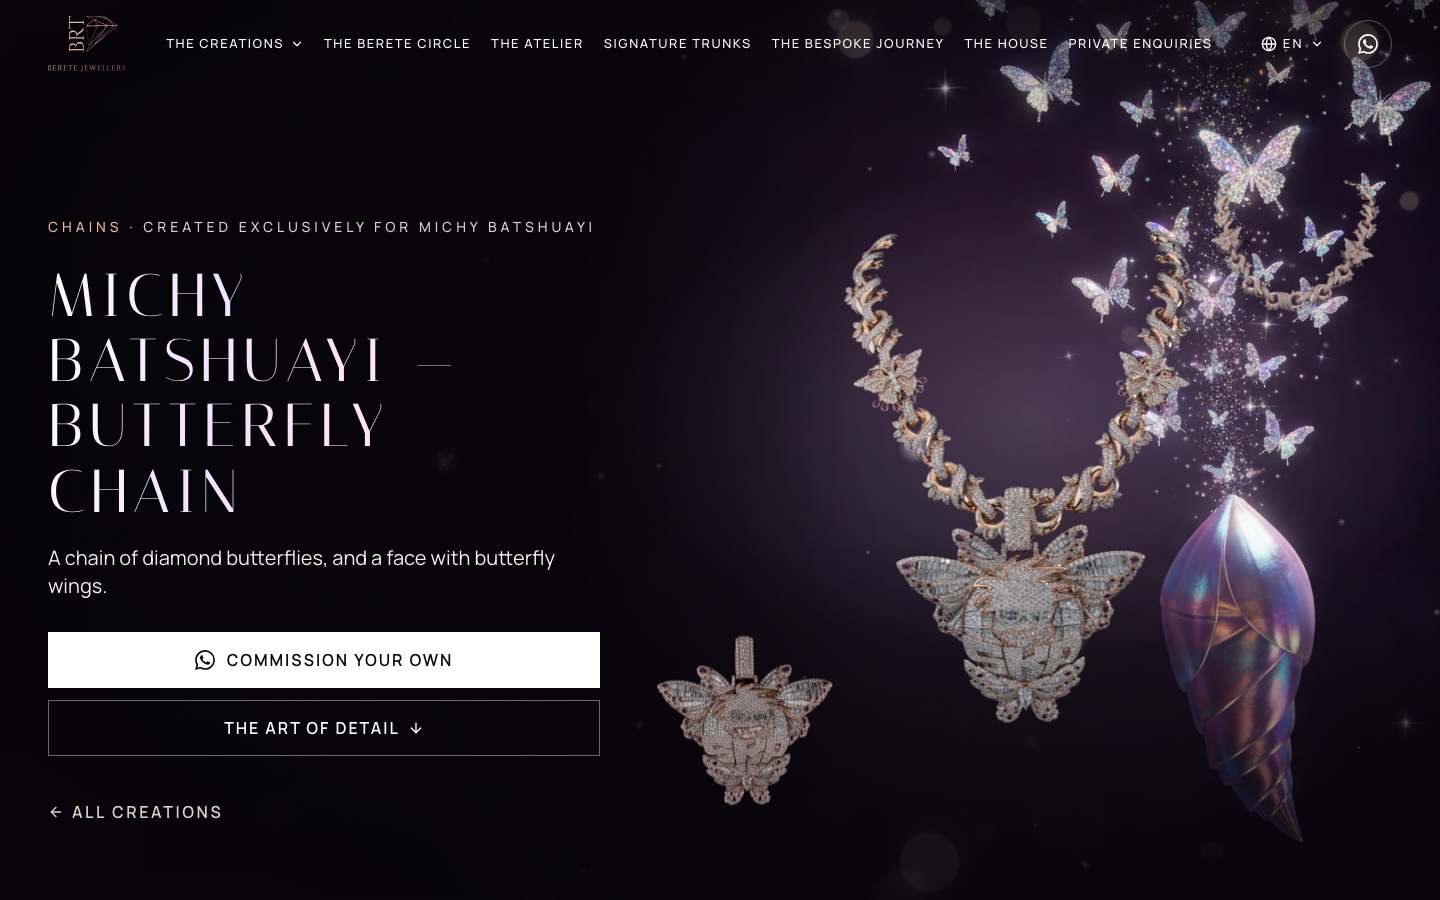 BRT
BERETE JEWELLERS
THE CREATIONS
THE BERETE CIRCLE
THE ATELIER
SIGNATURE TRUNKS
THE BESPOKE JOURNEY
THE HOUSE
PRIVATE ENQUIRIES
EN
CHAINS · CREATED EXCLUSIVELY FOR MICHY BATSHUAYI
MICHY
BATSHUAYI —
BUTTERFLY
CHAIN
A chain of diamond butterflies, and a face with butterfly
wings.
COMMISSION YOUR OWN
THE ART OF DETAIL ↓
← ALL CREATIONS